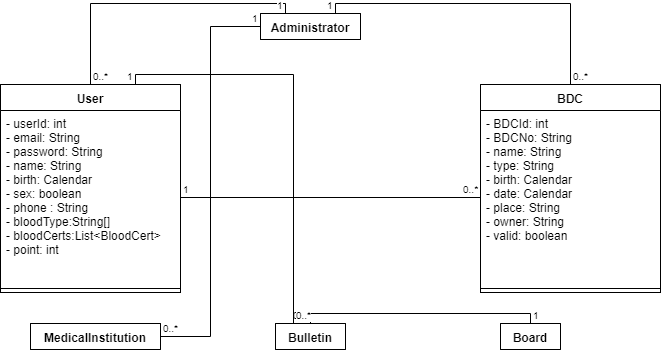 1
1
Administrator
1
0..*
1
0..*
User
- userId: int
- email: String
- password: String
- name: String
- birth: Calendar
- sex: boolean
- phone : String
- bloodType:String[]
- bloodCerts:List<BloodCert>
- point: int
BDC
- BDCId: int
- BDCNo: String
- name: String
- type: String
- birth: Calendar
- date: Calendar
- place: String
- owner: String
- valid: boolean
1
0..*
0..*
0..*
1
MedicalInstitution
Bulletin
Board